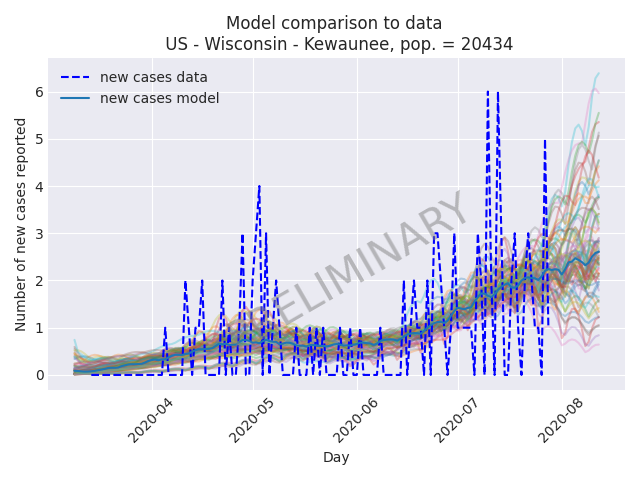 Model comparison to data
US - Wisconsin - Kewaunee, pop. = 20434
new cases data
new cases model
Number of new cases reported
6
5
4
3
2
1
0
PRELIMINARY
2020-04
2020-05
2020-06
2020-07
2020-08
Day